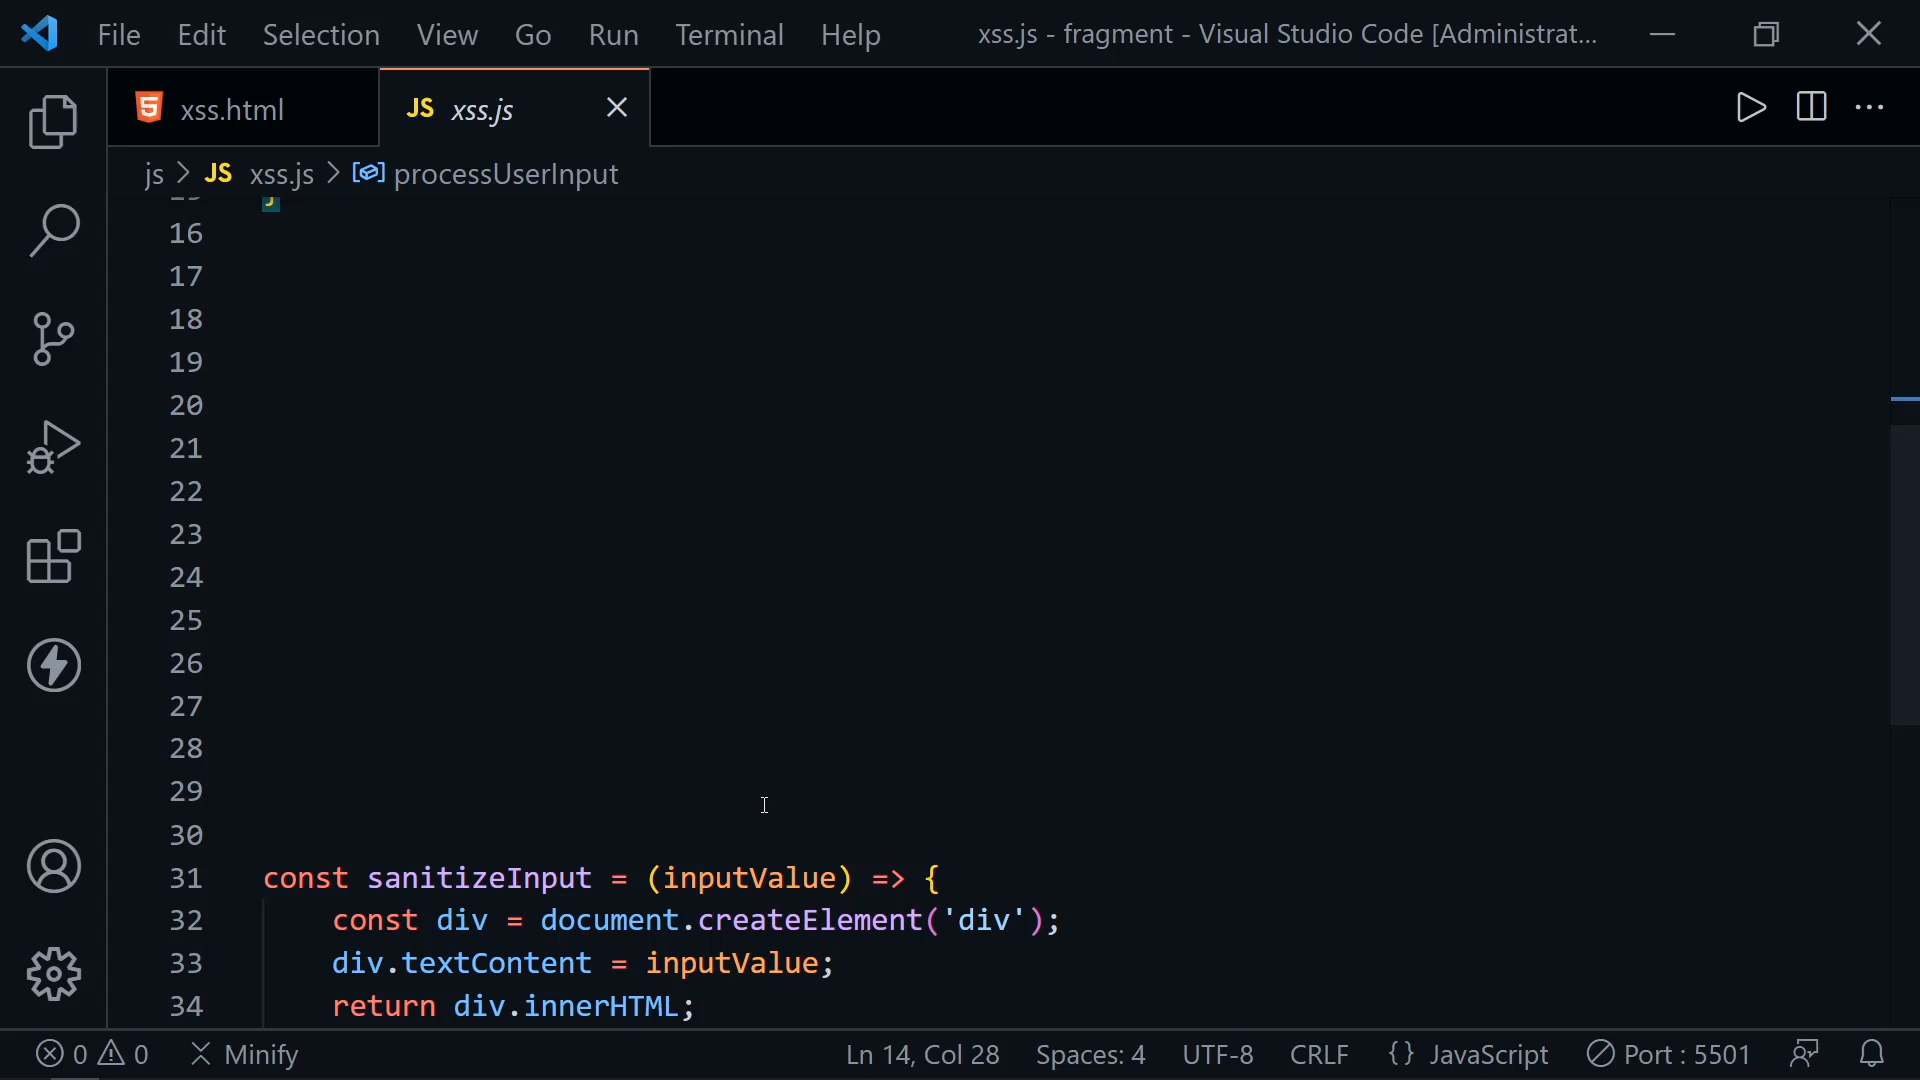 File Edit Selection View Go Run Terminal Help xss.js - fragment - Visual Studio Code [Administrat...
xss.html JS xss.js
js > JS xss.js > processUserInput
}
16
17
18
19
20
21
22
23
24
25
26
27
28
29
30
31 const sanitizeInput = (inputValue) => {
32 const div = document.createElement('div');
33 div.textContent = inputValue;
34 return div.innerHTML;
0 0 Minify Ln 14, Col 28 Spaces: 4 UTF-8 CRLF {} JavaScript Port : 5501